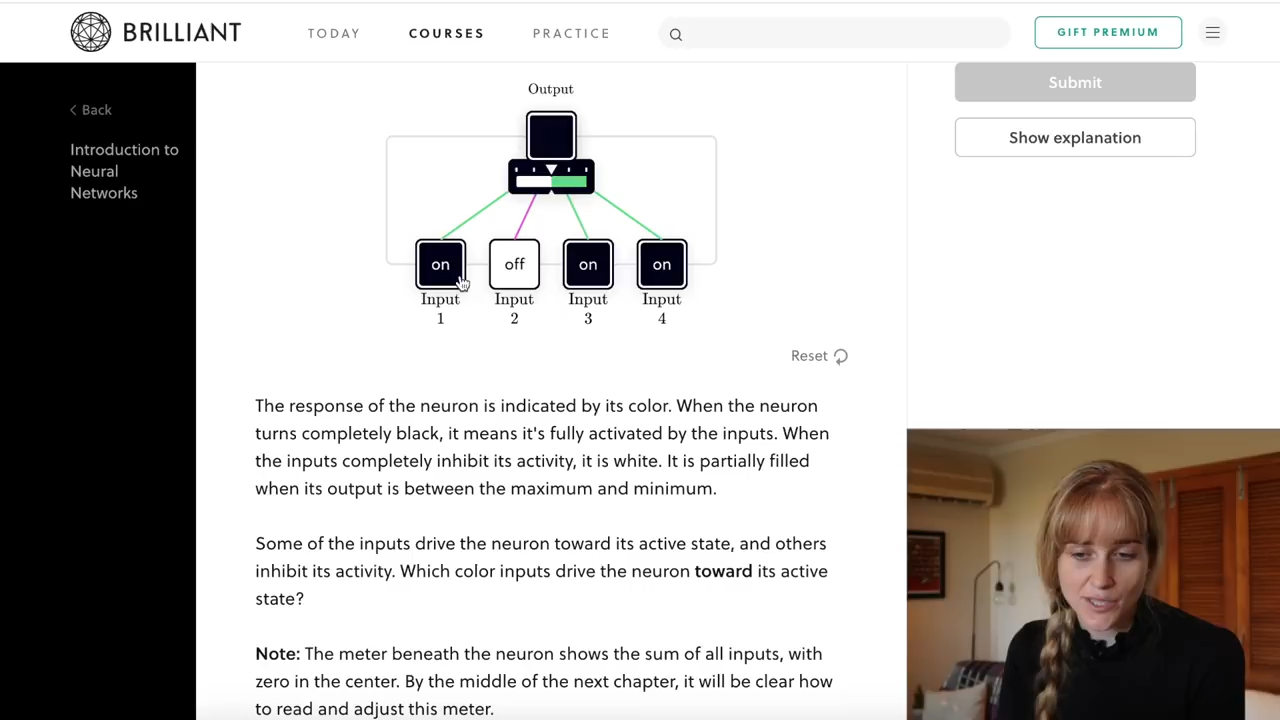 BRILLIANT
TODAY
COURSES
PRACTICE
GIFT PREMIUM
Back
Introduction to
Neural
Networks
Output
on
off
on
on
Input
1
Input
2
Input
3
Input
4
Reset
The response of the neuron is indicated by its color. When the neuron
turns completely black, it means it's fully activated by the inputs. When
the inputs completely inhibit its activity, it is white. It is partially filled
when its output is between the maximum and minimum.
Some of the inputs drive the neuron toward its active state, and others
inhibit its activity. Which color inputs drive the neuron toward its active
state?
Note: The meter beneath the neuron shows the sum of all inputs, with
zero in the center. By the middle of the next chapter, it will be clear how
to read and adjust this meter.
Submit
Show explanation